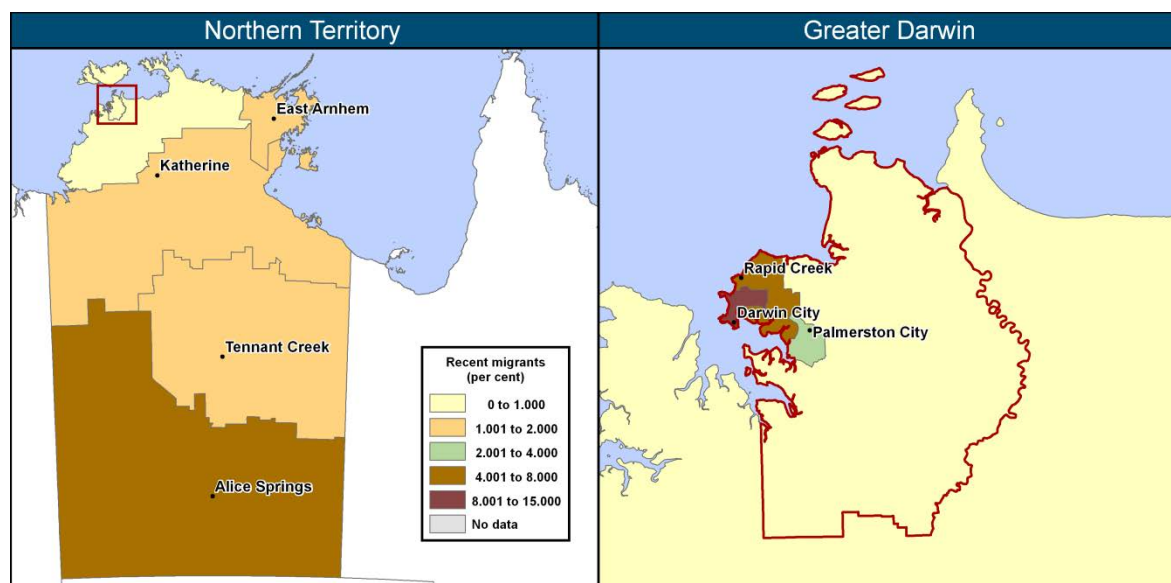 Northern Territory
Greater Darwin
East Arnhem
Katherine
Tennant Creek
Alice Springs
Recent migrants
(per cent)
0 to 1.000
1.001 to 2.000
2.001 to 4.000
4.001 to 8.000
8.001 to 15.000
No data
Rapid Creek
Darwin City
Palmerston City